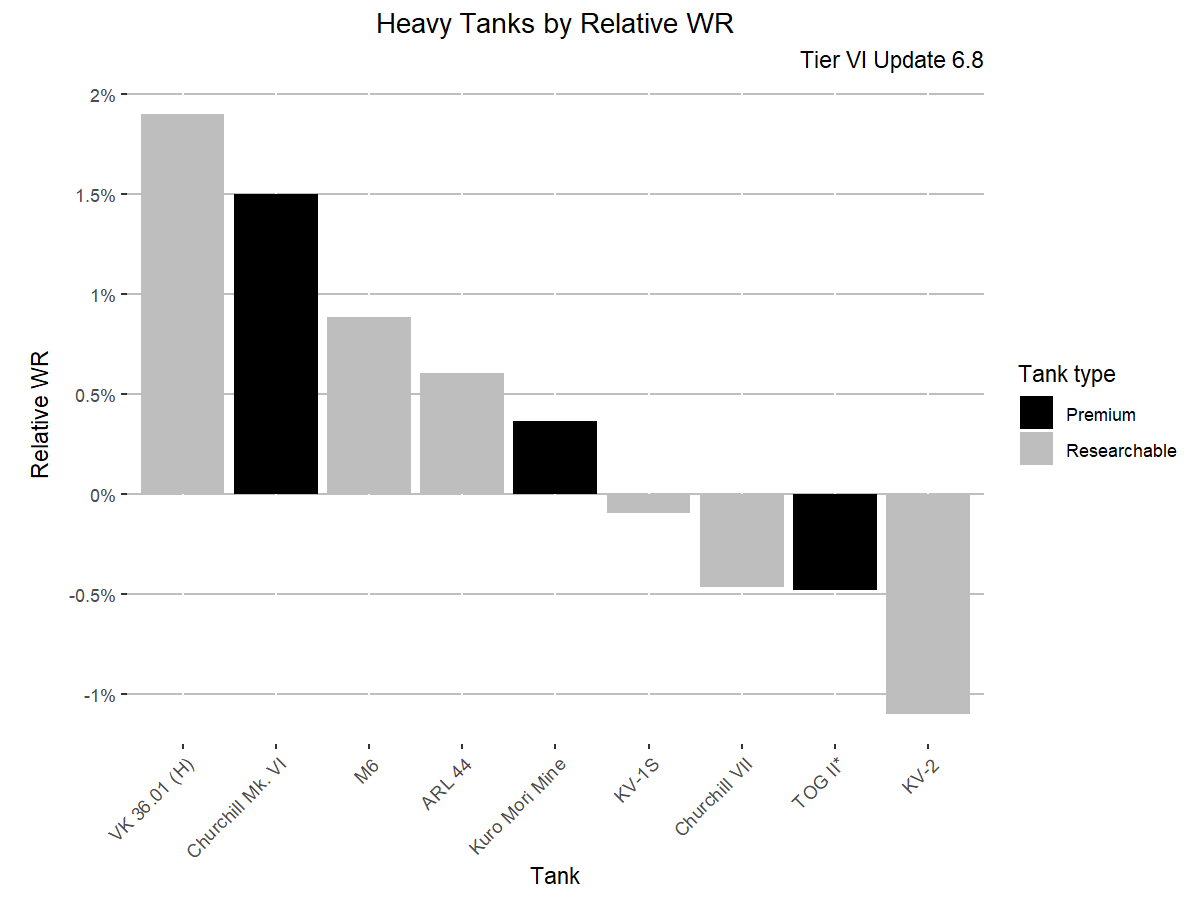 Heavy Tanks by Relative WR
Tier VI Update 6.8
2%
1.5%
1%
0.5%
0%
-0.5%
-1%
Relative WR
VK 36.01 (H)
Churchill Mk. VI
M6
ARL 44
Kuro Mori Mine
KV-1S
Churchill VII
TOG II*
KV-2
Tank
Tank type
Premium
Researchable